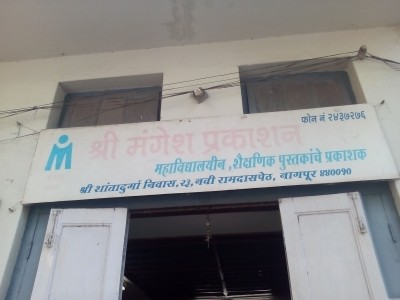 फोन नं २४३७२७६
श्री मंगेश प्रकाशन
महाविद्यालयीन, शैक्षणिक पुस्तकांचे प्रकाशक
श्री शांतादुर्गा निवास, २३, नवी रामदासपेठ, नागपूर ४४००१०